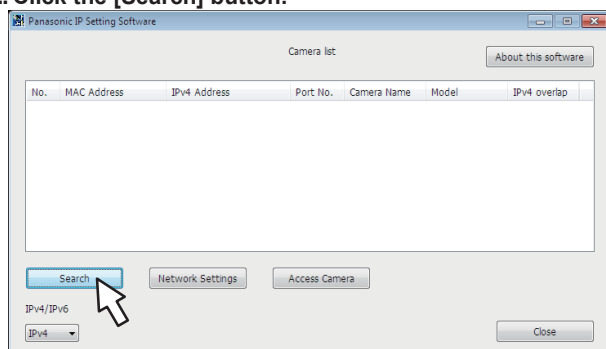 Click the [Search] button.
Panasonic IP Setting Software
Camera list
About this software
No. MAC Address IPv4 Address Port No. Camera Name Model IPv4 overlap
Search Network Settings Access Camera
IPv4/IPv6
IPv4 Close